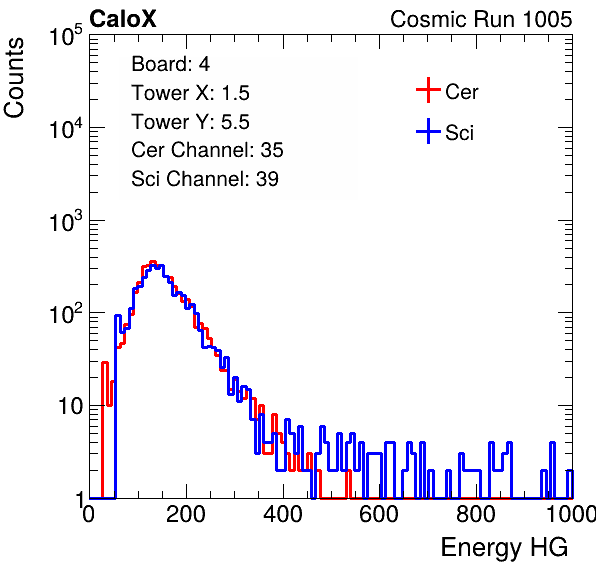 CaloX Cosmic Run 1005
Counts
10^5
10^4
10^3
10^2
10
1
Board: 4
Tower X: 1.5
Tower Y: 5.5
Cer Channel: 35
Sci Channel: 39
Cer
Sci
0 200 400 600 800 1000
Energy HG